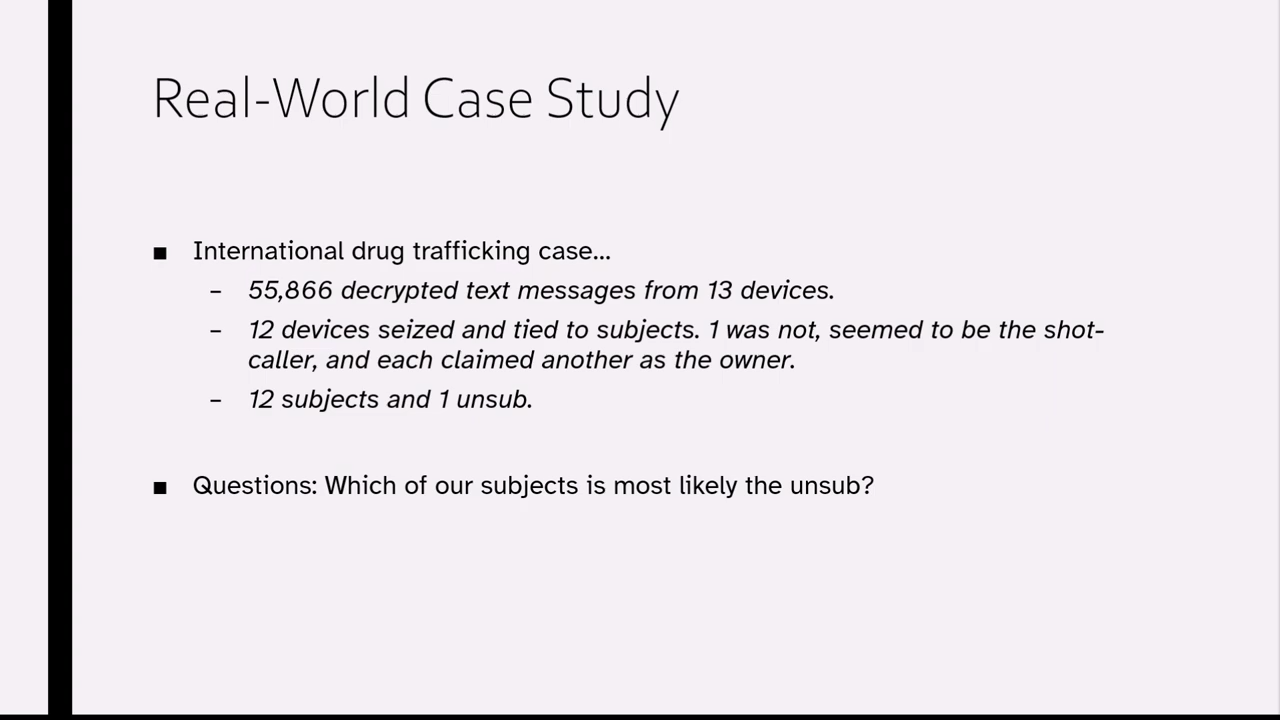 Real-World Case Study
▪ International drug trafficking case...
– 55,866 decrypted text messages from 13 devices.
– 12 devices seized and tied to subjects. 1 was not, seemed to be the shot-
caller, and each claimed another as the owner.
– 12 subjects and 1 unsub.
▪ Questions: Which of our subjects is most likely the unsub?